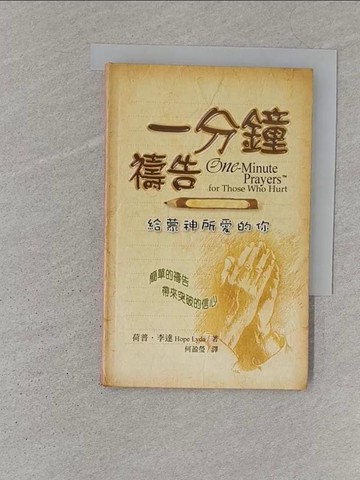 一分鐘
禱告
One-Minute
Prayers™
for Those Who Hurt
給蒙神所愛的你
簡單的禱告
帶來突破的信心
荷普・李達 Hope Lyda / 著
何盈瑩 / 譯